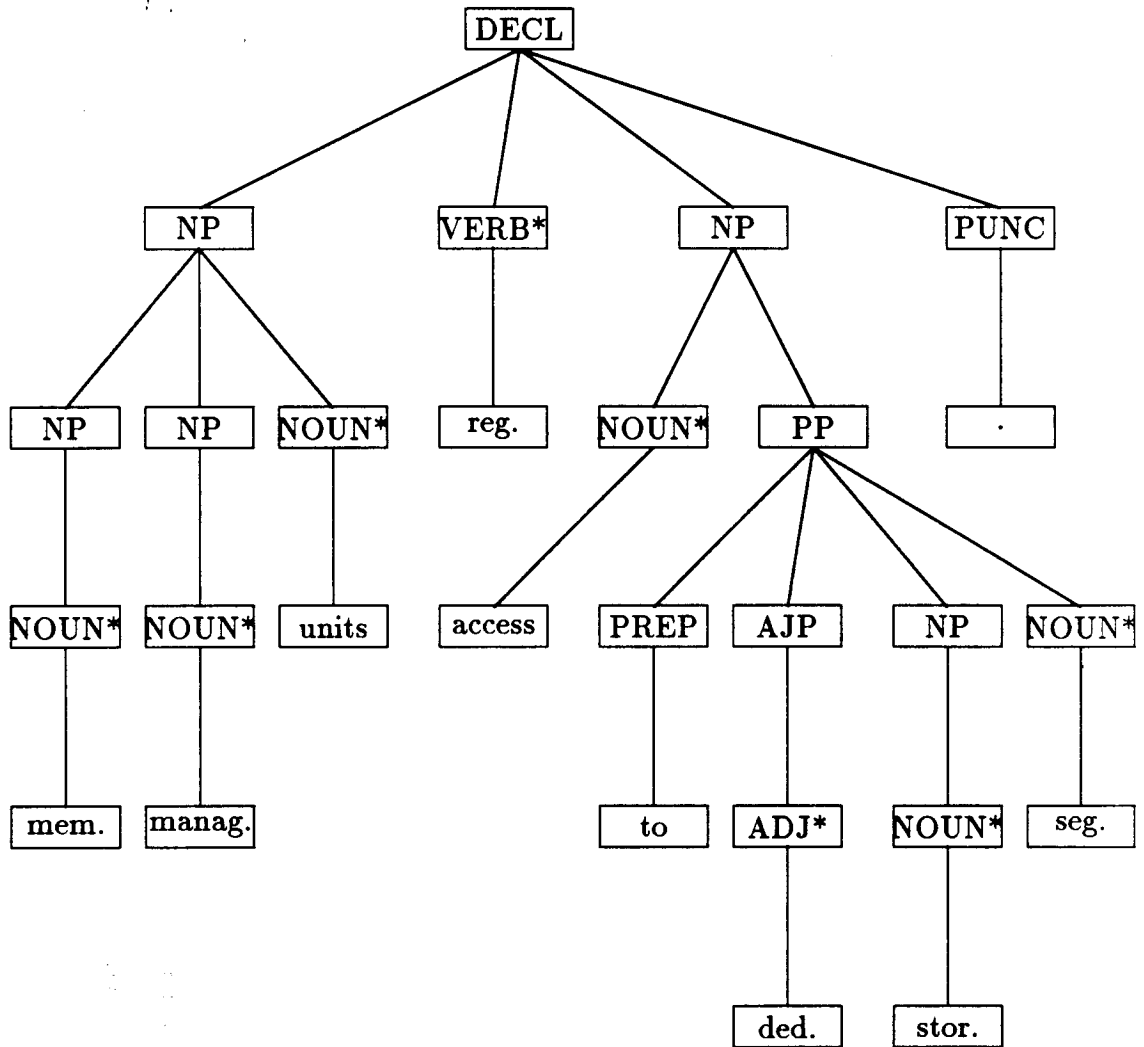 DECL
NP VERB* NP PUNC
NP NP NOUN* reg. NOUN* PP .
NOUN* NOUN* units access PREP AJP NP NOUN*
mem. manag. to ADJ* NOUN* seg.
ded. stor.